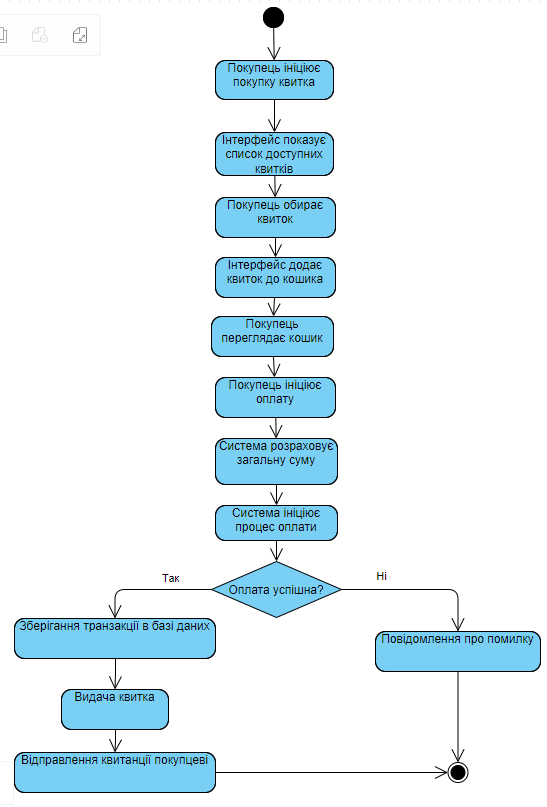 Покупець ініціює
покупку квитка
Інтерфейс показує
список доступних
квитків
Покупець обирає
квиток
Інтерфейс додає
квиток до кошика
Покупець
переглядає кошик
Покупець ініціює
оплату
Система розраховує
загальну суму
Система ініціює
процес оплати
Оплата успішна?
Так
Ні
Зберігання транзакції в базі даних
Повідомлення про помилку
Видача квитка
Відправлення квитанції покупцеві